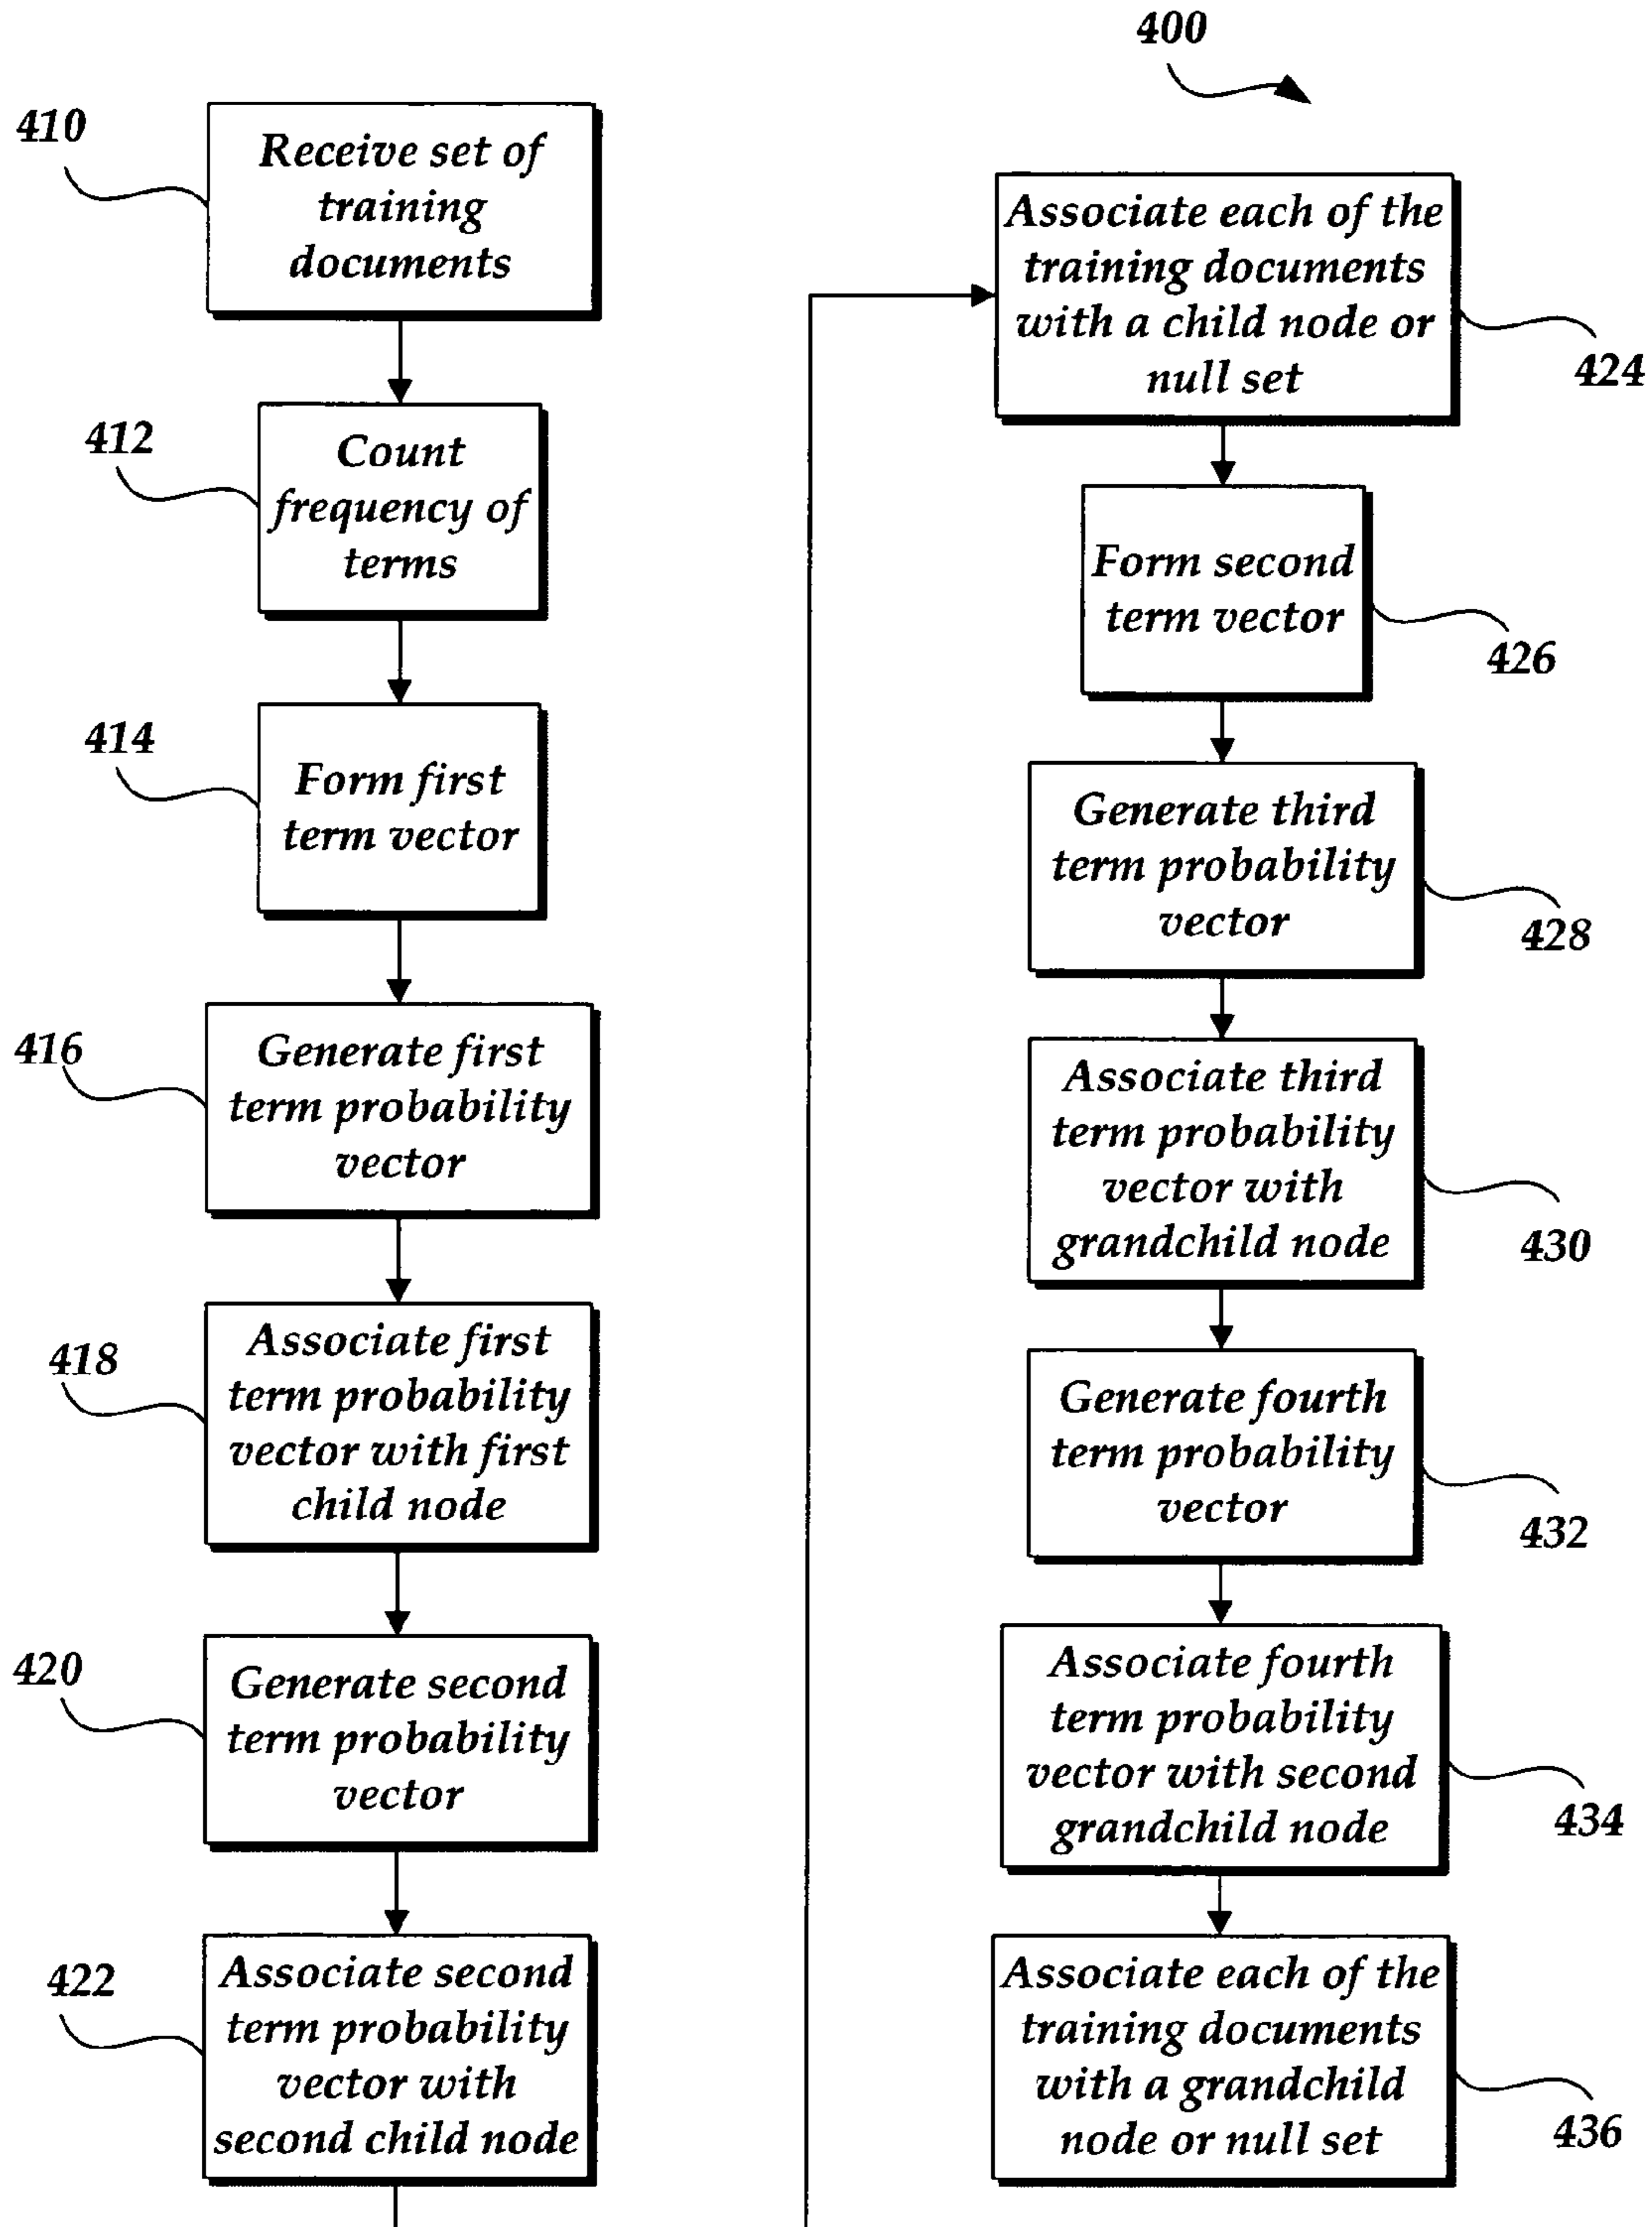 400
410
Receive set of
training
documents
412
Count
frequency of
terms
414
Form first
term vector
416
Generate first
term probability
vector
418
Associate first
term probability
vector with first
child node
420
Generate second
term probability
vector
422
Associate second
term probability
vector with
second child node
Associate each of the
training documents
with a child node or
null set
424
Form second
term vector
426
Generate third
term probability
vector
428
Associate third
term probability
vector with
grandchild node
430
Generate fourth
term probability
vector
432
Associate fourth
term probability
vector with second
grandchild node
434
Associate each of the
training documents
with a grandchild
node or null set
436